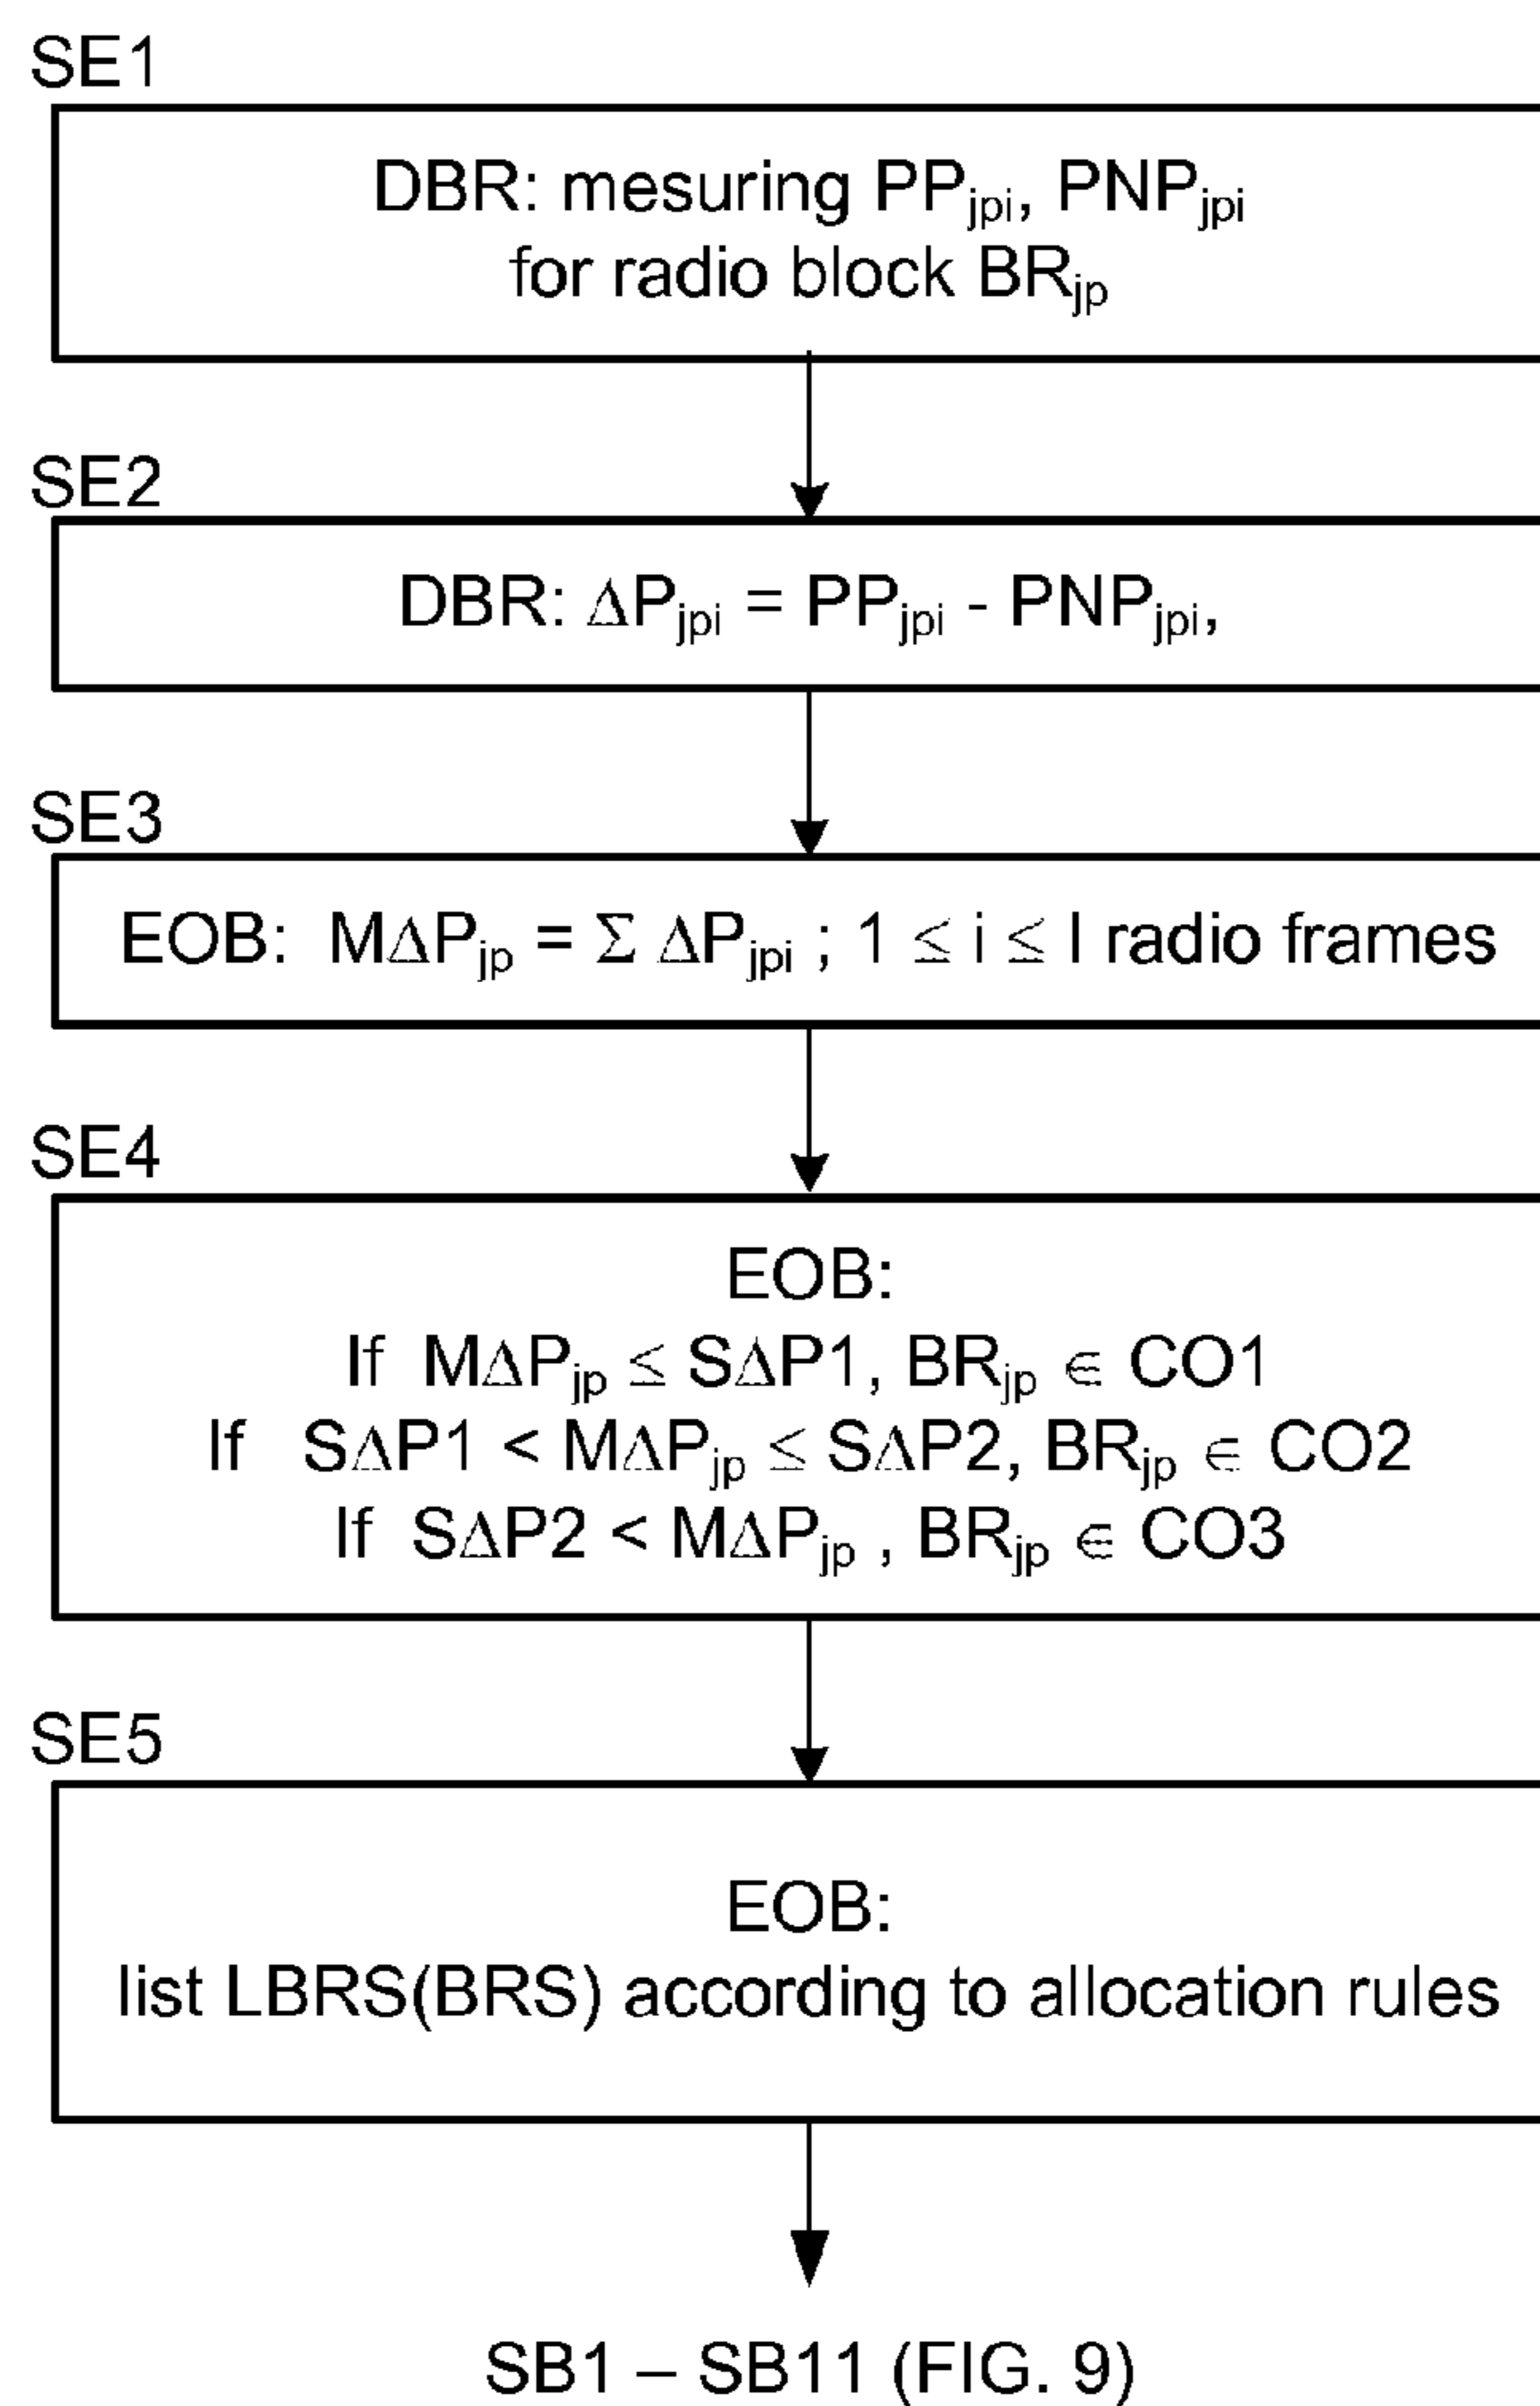 SE1
DBR: mesuring PPjpi, PNPjpi
for radio block BRjp
SE2
DBR: ΔPjpi = PPjpi - PNPjpi,
SE3
EOB: MΔPjp = Σ ΔPjpi ; 1 ≤ i ≤ I radio frames
SE4
EOB:
If MΔPjp ≤ SΔP1, BRjp ∈ CO1
If SΔP1 < MΔPjp ≤ SΔP2, BRjp ∈ CO2
If SΔP2 < MΔPjp , BRjp ∈ CO3
SE5
EOB:
list LBRS(BRS) according to allocation rules
SB1 – SB11 (FIG. 9)